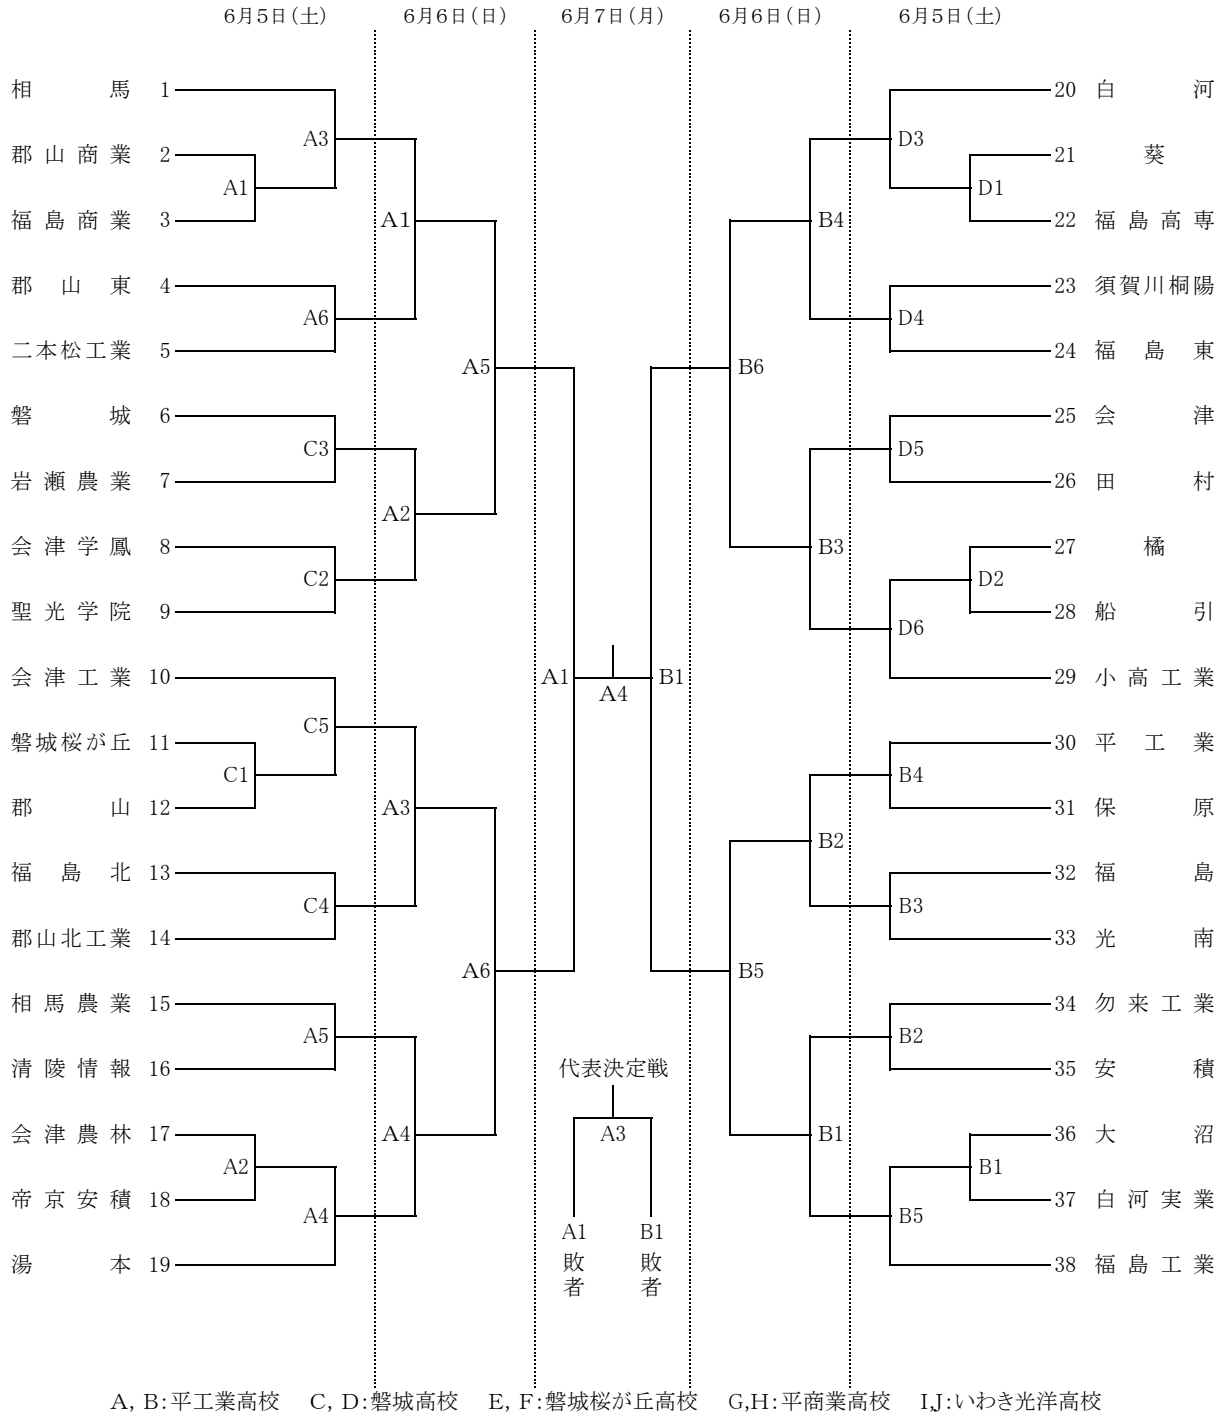 6月5日(土) 6月6日(日) 6月7日(月) 6月6日(日) 6月5日(土)
相馬 1 20 白河
A3 D3
郡山商業 2 21 葵
A1 D1
福島商業 3 A1 B4 22 福島高専
郡山東 4 23 須賀川桐陽
A6 D4
二本松工業 5 24 福島東
A5 B6
磐城 6 25 会津
C3 D5
岩瀬農業 7 26 田村
A2
会津学鳳 8 B3 27 橘
C2 D2
聖光学院 9 28 船引
D6
会津工業 10 A1 B1 29 小高工業
A4
C5
磐城桜が丘 11 30 平工業
C1 B4
郡山 12 A3 31 保原
B2
福島北 13 32 福島
C4 B3
郡山北工業 14 33 光南
A6 B5
相馬農業 15 34 勿来工業
A5 B2
清陵情報 16 代表決定戦 35 安積
会津農林 17 A4 A3 B1 36 大沼
A2 B1
帝京安積 18 37 白河実業
A4 B5
A1敗者 B1敗者
湯本 19 38 福島工業
A, B:平工業高校 C, D:磐城高校 E, F:磐城桜が丘高校 G,H:平商業高校 I,J:いわき光洋高校